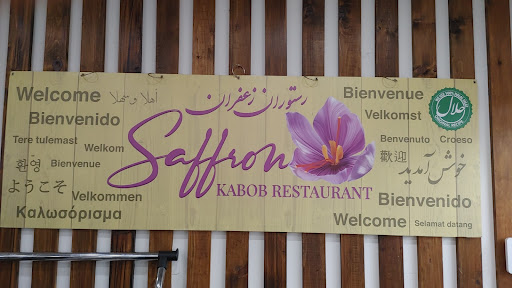 Welcome
أهلا وسهلا
Bienvenido
Tere tulemast
Welkom
환영
Bienvenue
ようこそ
Velkommen
Καλωσόρισμα
رستوران زعفران
Saffron
KABOB RESTAURANT
Bienvenue
Velkomst
حلال
Benvenuto
Croeso
歡迎
خوش آمدید
Bienvenido
Welcome
Selamat datang